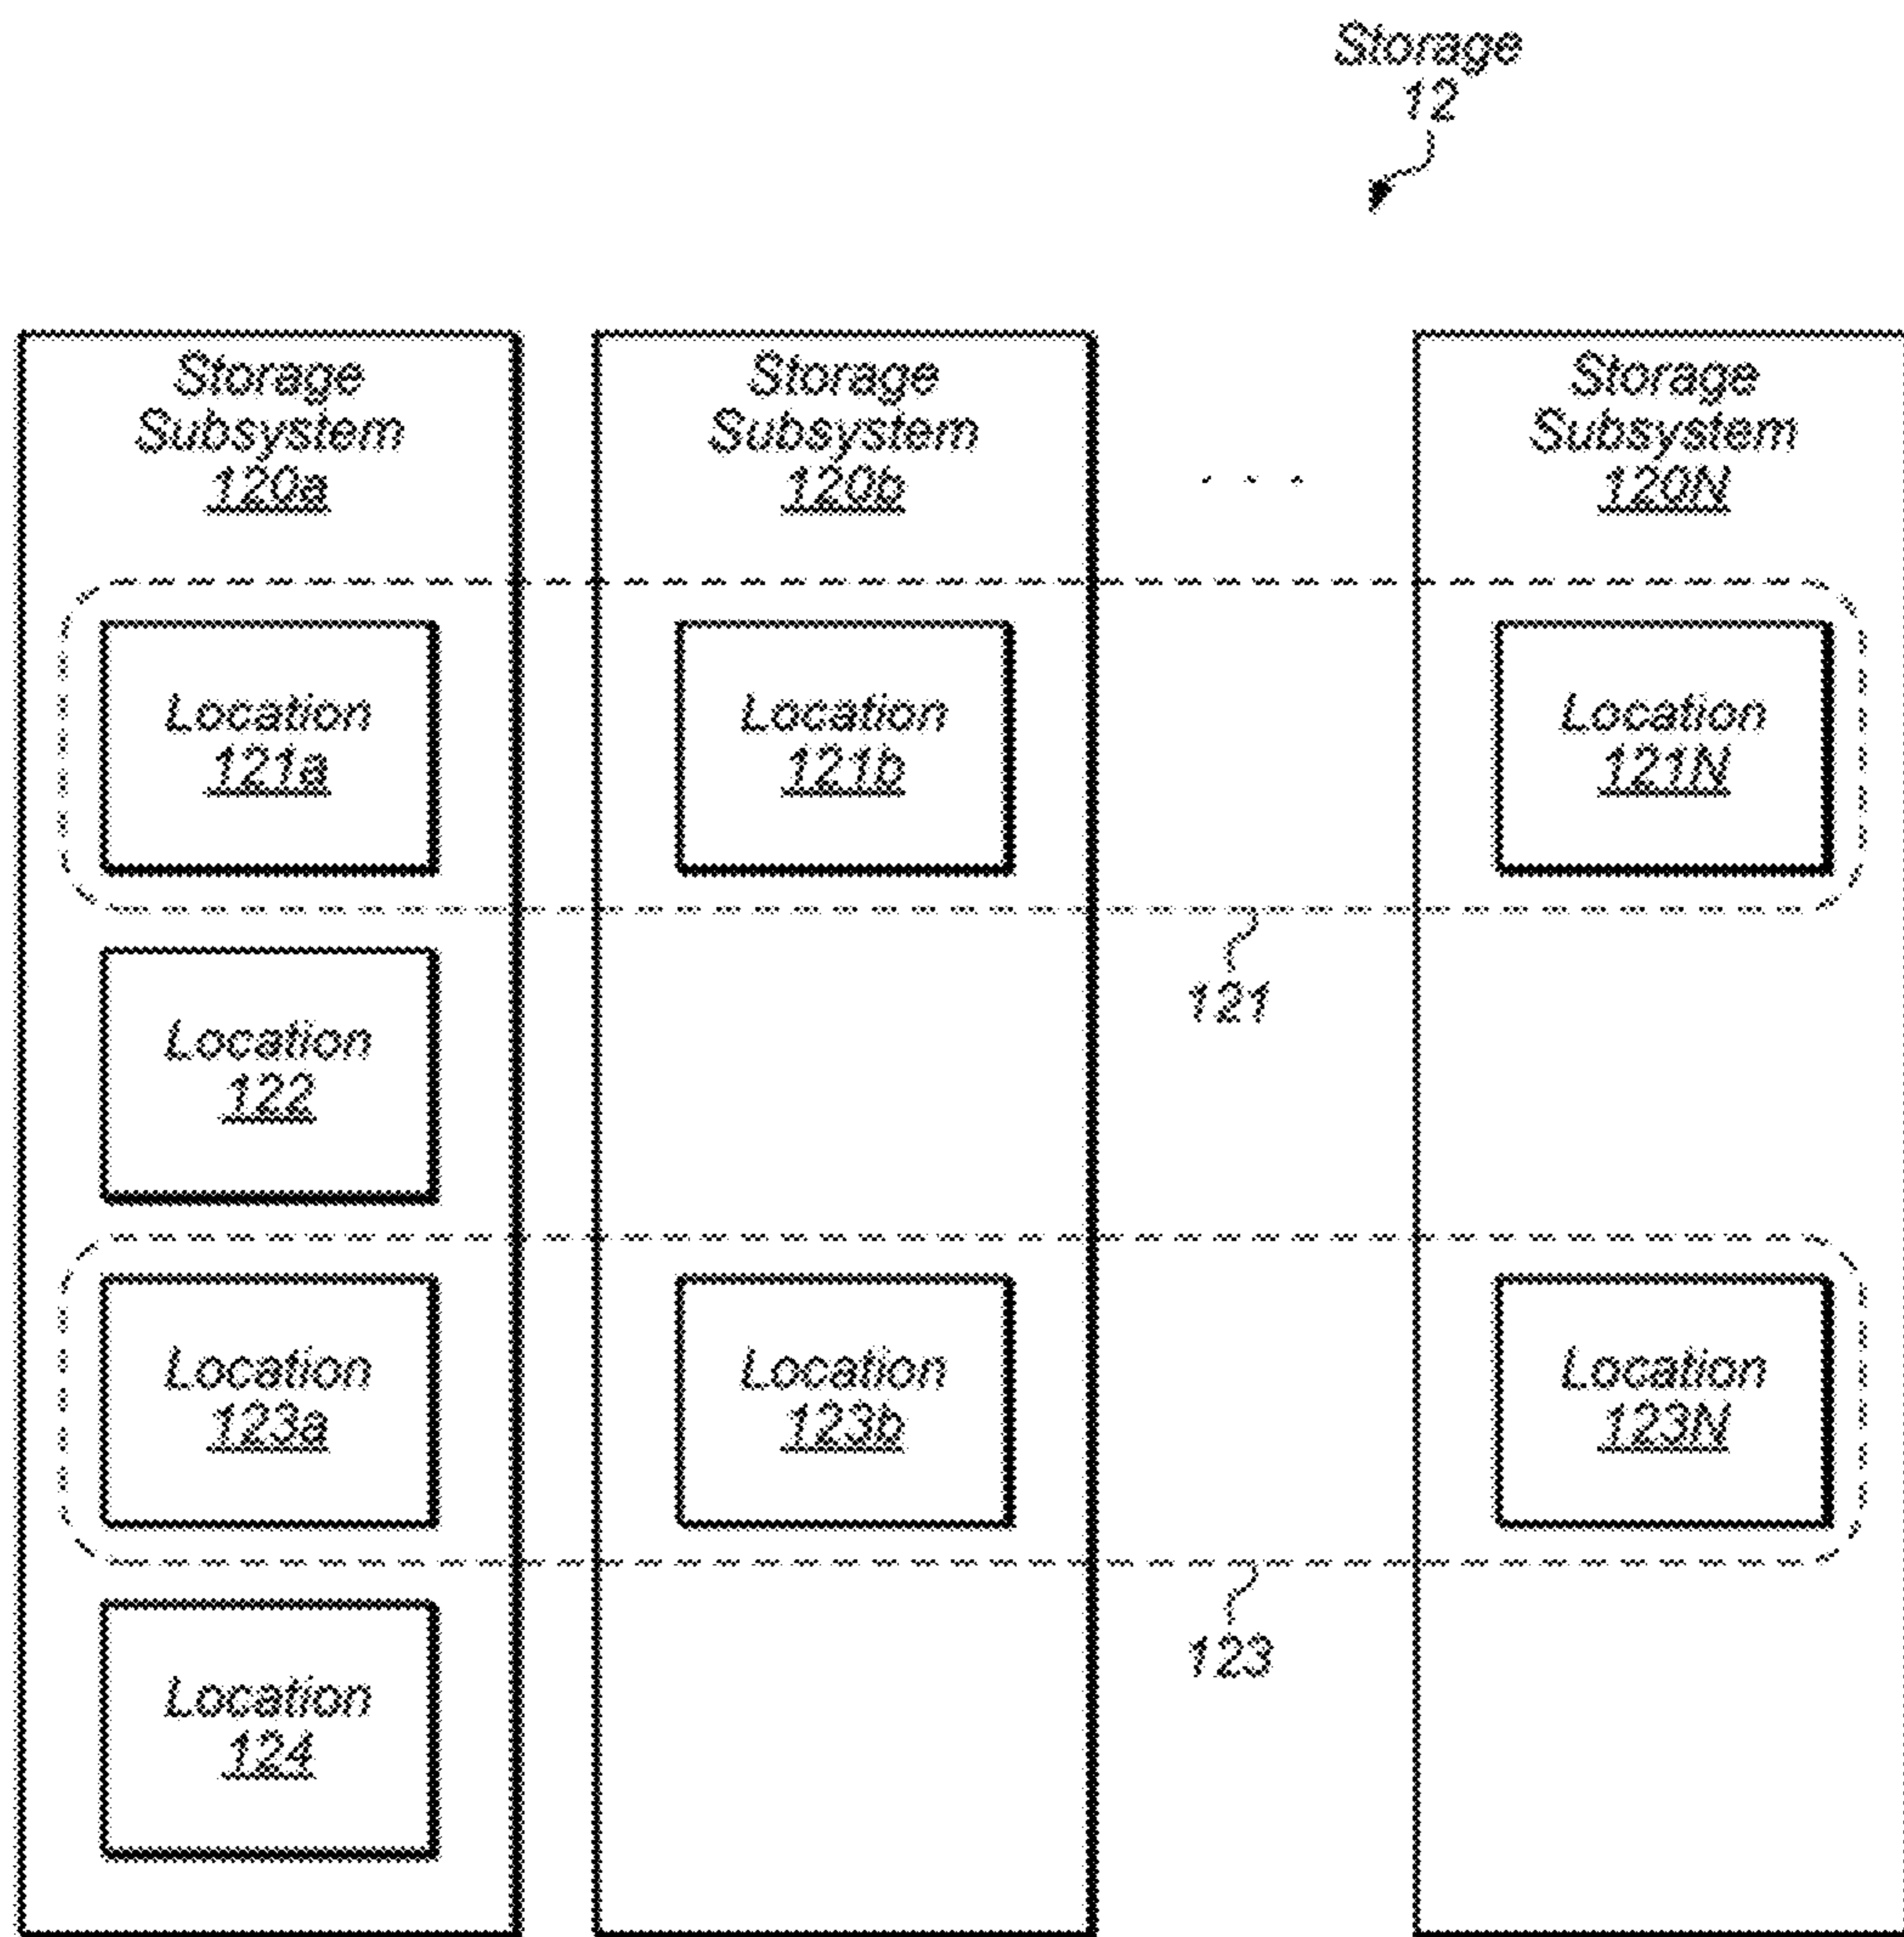 Storage
12
Storage
Subsystem
120a
Storage
Subsystem
120b
. . .
Storage
Subsystem
120N
Location
121a
Location
121b
Location
121N
121
Location
122
Location
123a
Location
123b
Location
123N
123
Location
124